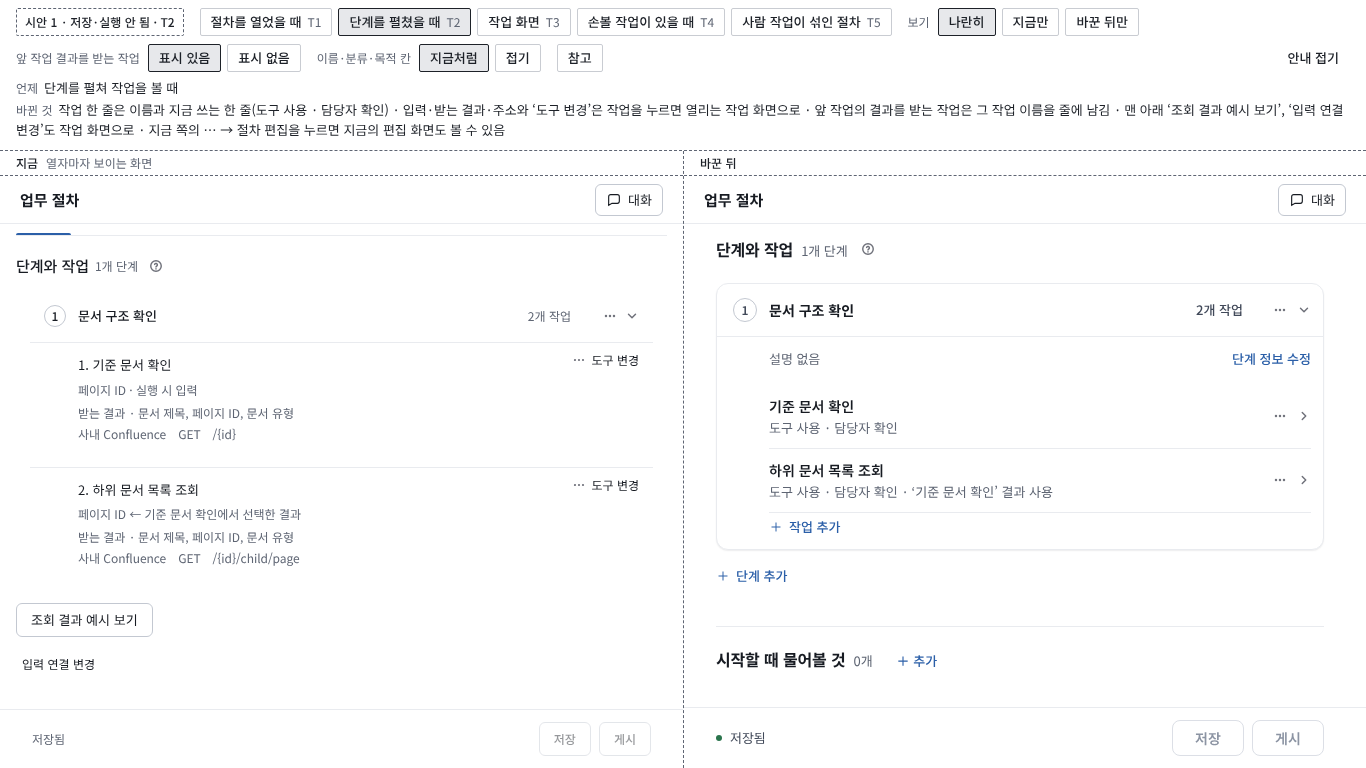 시안 1 · 저장·실행 안 됨 · T2 절차를 열었을 때 T1 단계를 펼쳤을 때 T2 작업 화면 T3 손볼 작업이 있을 때 T4 사람 작업이 섞인 절차 T5 보기 나란히 지금만 바꾼 뒤만
앞 작업 결과를 받는 작업 표시 있음 표시 없음 이름·분류·목적 칸 지금처럼 접기 참고 안내 접기
언제 단계를 펼쳐 작업을 볼 때
바뀐 것 작업 한 줄은 이름과 지금 쓰는 한 줄(도구 사용 · 담당자 확인) · 입력·받는 결과·주소와 ‘도구 변경’은 작업을 누르면 열리는 작업 화면으로 · 앞 작업의 결과를 받는 작업은 그 작업 이름을 줄에 남김 · 맨 아래 ‘조회 결과 예시 보기’, ‘입력 연결
변경’도 작업 화면으로 · 지금 쪽의 ··· → 절차 편집을 누르면 지금의 편집 화면도 볼 수 있음
지금 열자마자 보이는 화면
업무 절차 대화
단계와 작업 1개 단계
1 문서 구조 확인 2개 작업 ···
1. 기준 문서 확인 ··· 도구 변경
페이지 ID · 실행 시 입력
받는 결과 · 문서 제목, 페이지 ID, 문서 유형
사내 Confluence GET /{id}
2. 하위 문서 목록 조회 ··· 도구 변경
페이지 ID ← 기준 문서 확인에서 선택한 결과
받는 결과 · 문서 제목, 페이지 ID, 문서 유형
사내 Confluence GET /{id}/child/page
조회 결과 예시 보기
입력 연결 변경
저장됨 저장 게시
바꾼 뒤
업무 절차 대화
단계와 작업 1개 단계
1 문서 구조 확인 2개 작업 ···
설명 없음 단계 정보 수정
기준 문서 확인 ···
도구 사용 · 담당자 확인
하위 문서 목록 조회 ···
도구 사용 · 담당자 확인 · ‘기준 문서 확인’ 결과 사용
+ 작업 추가
+ 단계 추가
시작할 때 물어볼 것 0개 + 추가
저장됨 저장 게시